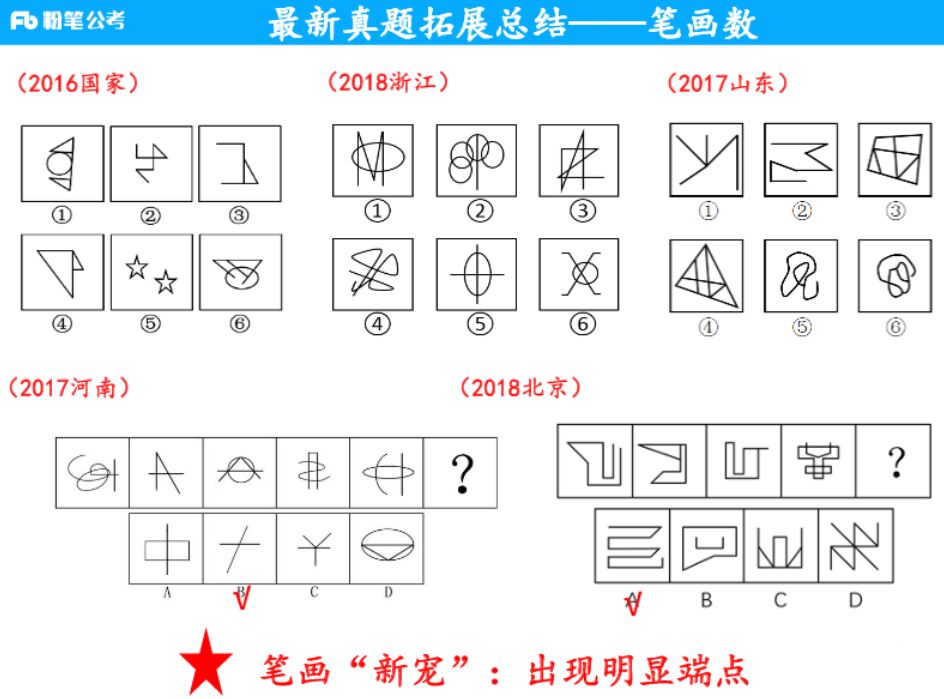 粉笔公考
最新真题拓展总结——笔画数
（2016国家）
（2018浙江）
（2017山东）
① ② ③
① ② ③
① ② ③
④ ⑤ ⑥
④ ⑤ ⑥
④ ⑤ ⑥
（2017河南）
（2018北京）
?
?
A B C D
A B C D
笔画“新宠”：出现明显端点